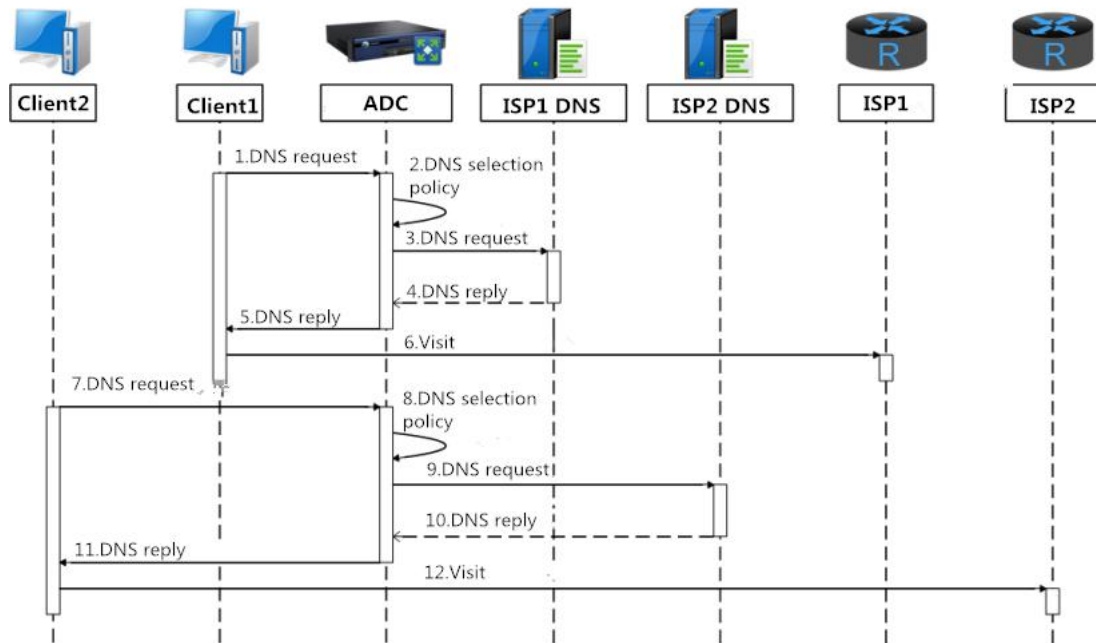 R
R
Client2
Client1
ADC
ISP1 DNS
ISP2 DNS
ISP1
ISP2
1.DNS request
2.DNS selection
policy
3.DNS request
4.DNS reply
5.DNS reply
6.Visit
7.DNS request
8.DNS selection
policy
9.DNS request
10.DNS reply
11.DNS reply
12.Visit